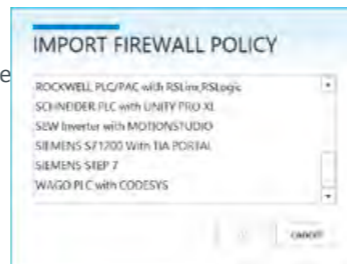 IMPORT FIREWALL POLICY
e
ROCKWELL PLC/PAC with RSLinx,RSLogic
SCHNEIDER PLC with UNITY PRO XL
SEW Inverter with MOTIONSTUDIO
SIEMENS S71200 With TIA PORTAL
SIEMENS STEP 7
WAGO PLC with CODESYS
CANCEL